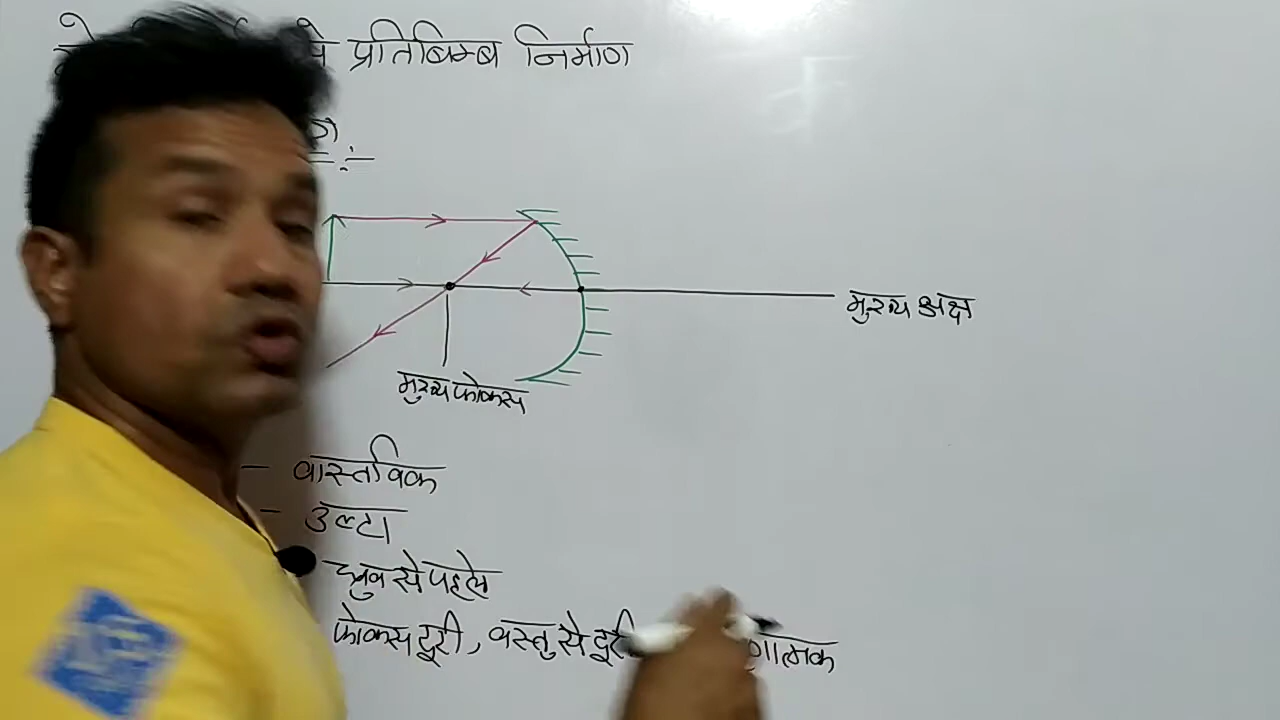 से प्रतिबिम्ब निर्माण
मुख्य अक्ष
मुख्य फोकस
- वास्तविक
- उल्टा
ध्रुव से पहले
फोकस दूरी, वस्तु से दूरी